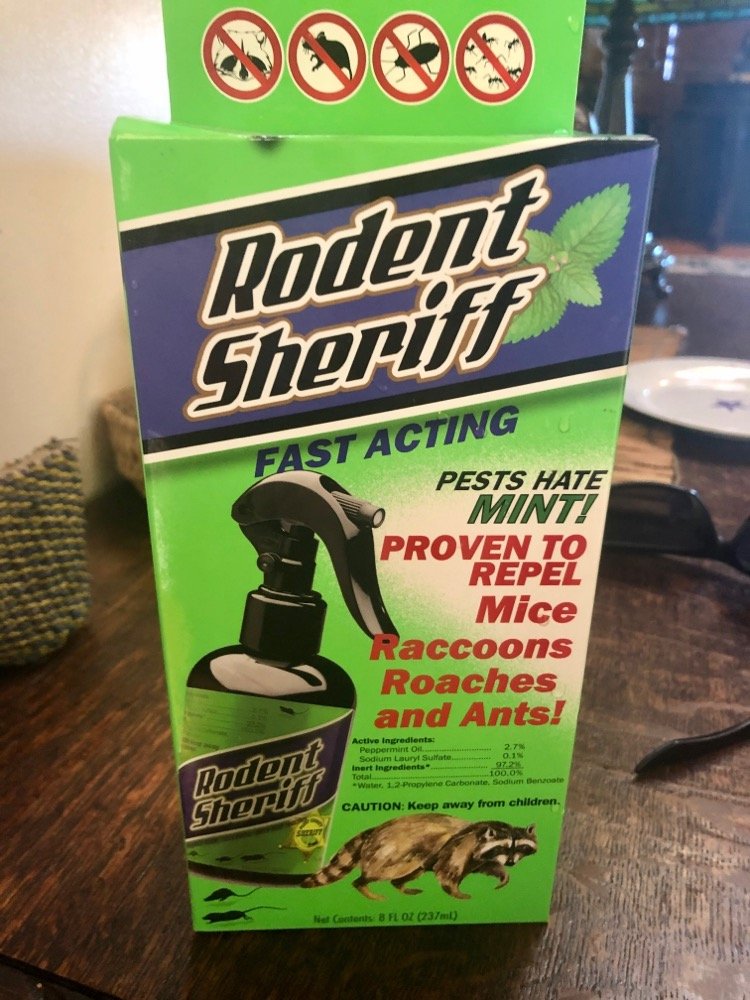 Rodent
Sheriff
FAST ACTING
PESTS HATE
MINT!
PROVEN TO
REPEL
Mice
Raccoons
Roaches
and Ants!
Active Ingredients:
Peppermint Oil.................... 2.7%
Sodium Lauryl Sulfate............ 0.1%
Inert Ingredients*................ 97.2%
Total................................ 100.0%
*Water, 1,2-Propylene Carbonate, Sodium Benzoate
CAUTION: Keep away from children.
Rodent
Sheriff
SHERIFF
Net Contents: 8 FL OZ (237mL)